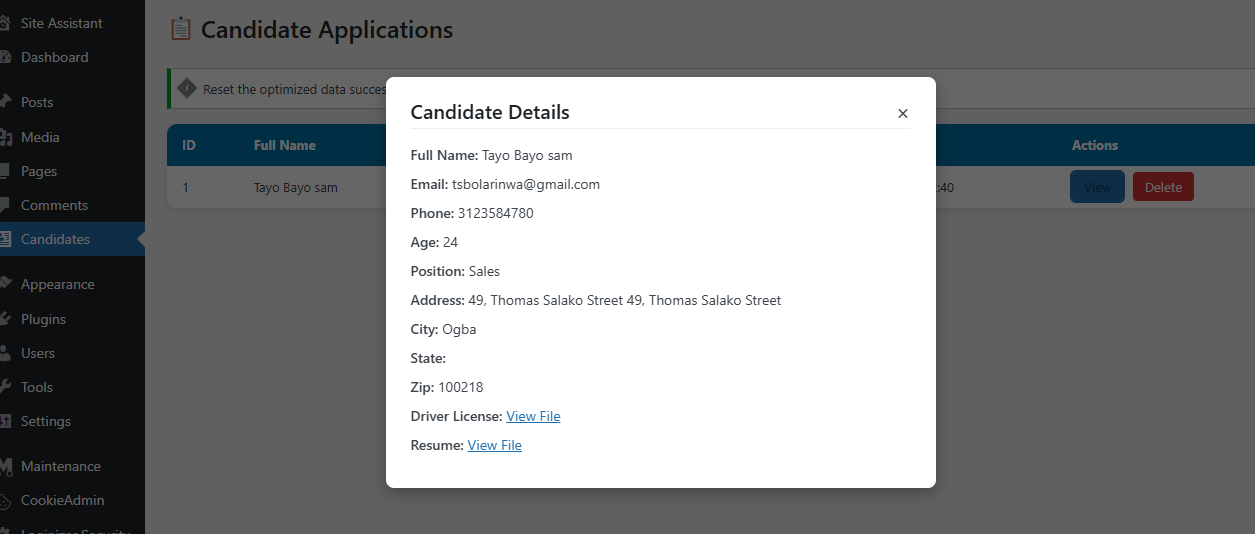 Site Assistant
Dashboard
Posts
Media
Pages
Comments
Candidates
Appearance
Plugins
Users
Tools
Settings
Maintenance
CookieAdmin
Candidate Applications
Reset the optimized data
ID Full Name Actions
1 Tayo Bayo sam :40 View Delete
Candidate Details ×
Full Name: Tayo Bayo sam
Email: tsbolarinwa@gmail.com
Phone: 3123584780
Age: 24
Position: Sales
Address: 49, Thomas Salako Street 49, Thomas Salako Street
City: Ogba
State:
Zip: 100218
Driver License: View File
Resume: View File